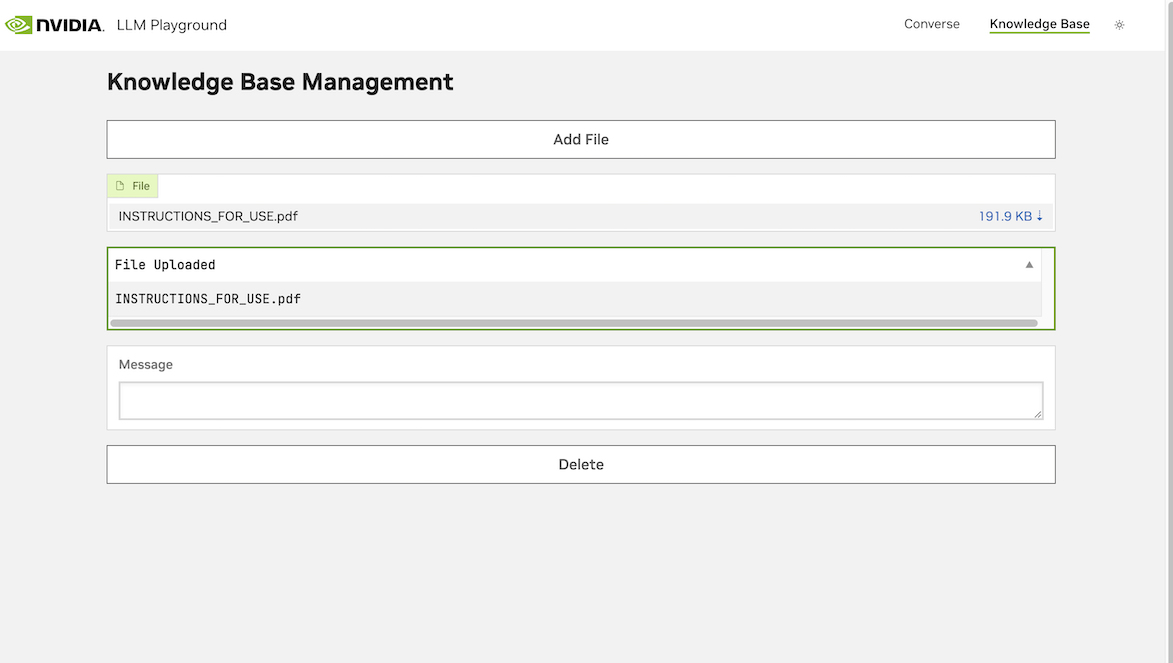 NVIDIA. LLM Playground Converse Knowledge Base
Knowledge Base Management
Add File
File
INSTRUCTIONS_FOR_USE.pdf 191.9 KB ↓
File Uploaded ▲
INSTRUCTIONS_FOR_USE.pdf
Message
Delete